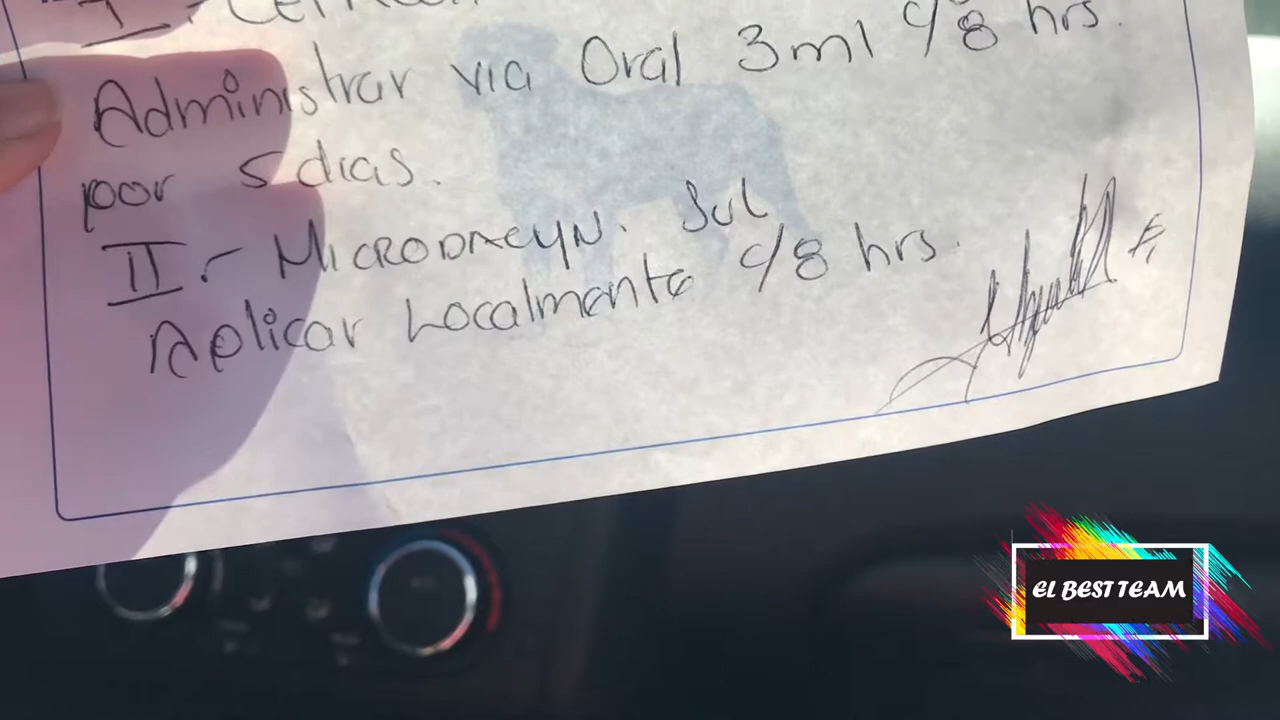 I.-
Administrar via Oral 3ml c/8 hrs.
por 5 dias.
II.- MICRODACYN. Sol
Aplicar Localmente c/8 hrs.
EL BEST TEAM